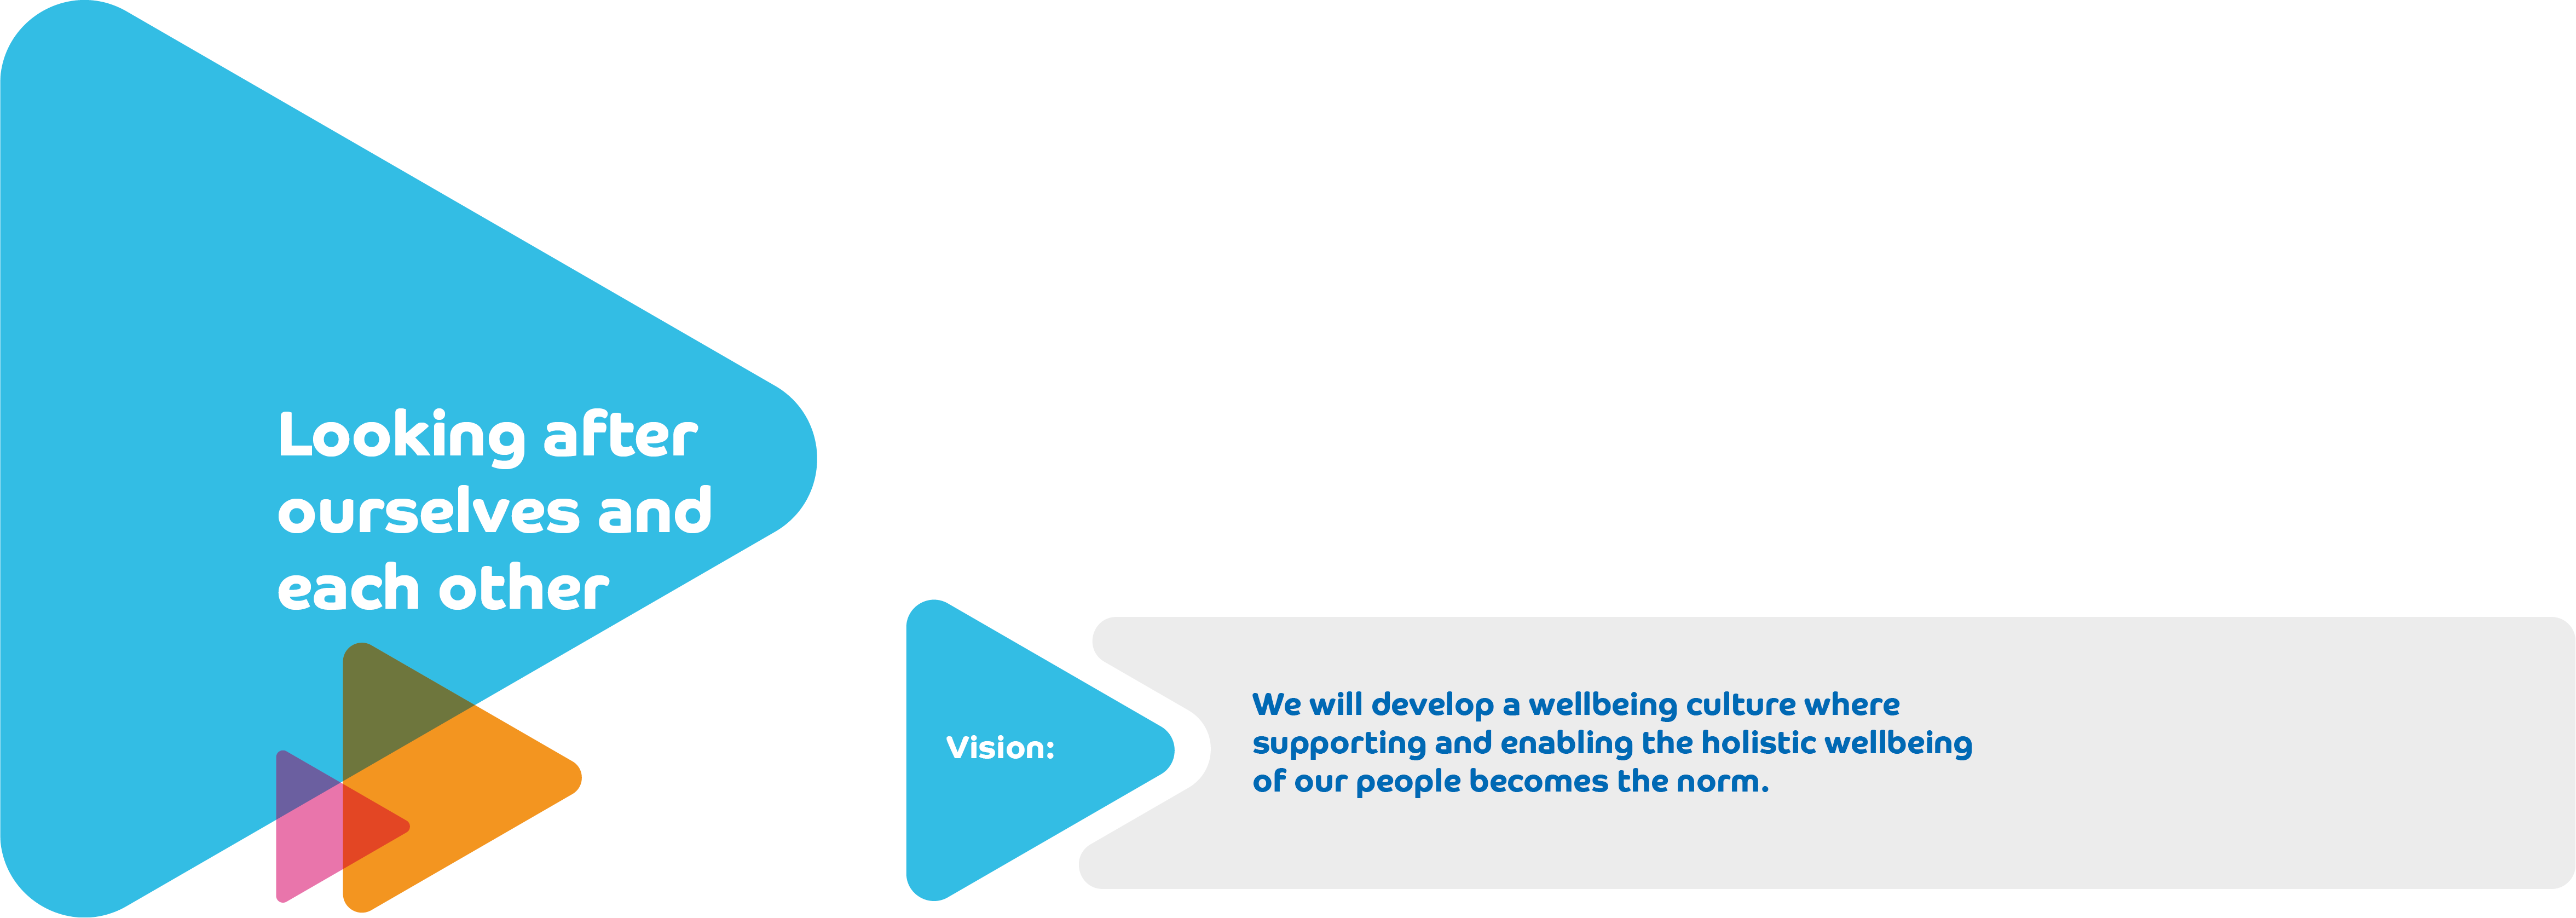 Looking after
ourselves and
each other
Vision:
We will develop a wellbeing culture where
supporting and enabling the holistic wellbeing
of our people becomes the norm.